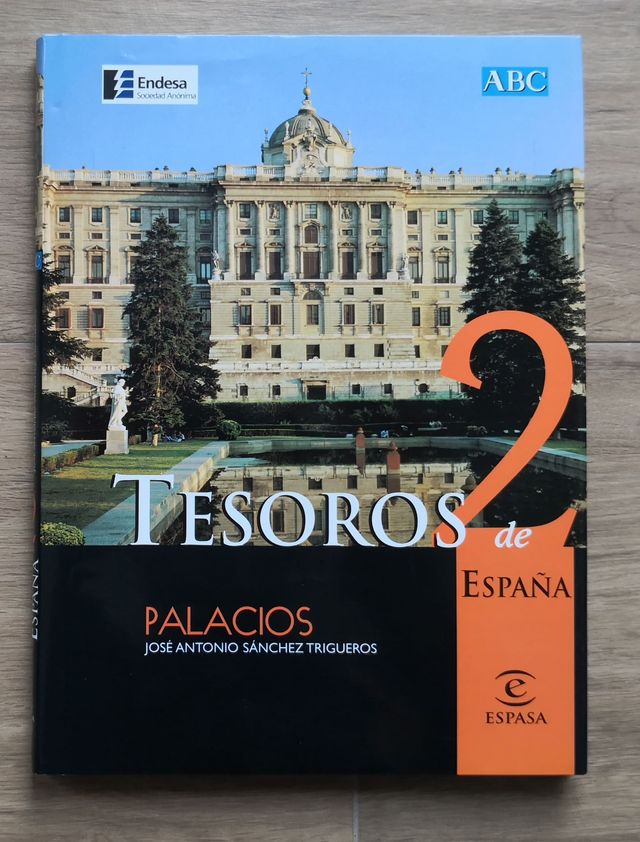 Endesa
Sociedad Anónima
ABC
2
TESOROS de
ESPAÑA
PALACIOS
JOSÉ ANTONIO SÁNCHEZ TRIGUEROS
e
ESPASA
ESPAÑA